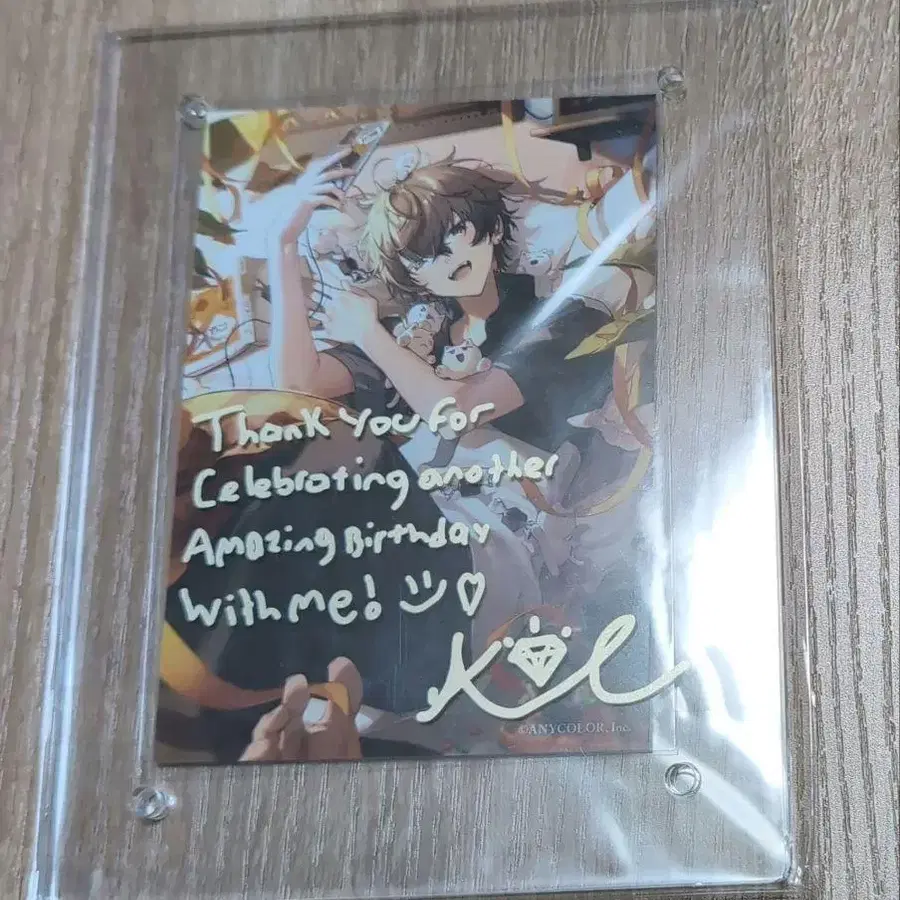 Thank You For
Celebrating another
Amazing Birthday
With me!
©ANYCOLOR, Inc.